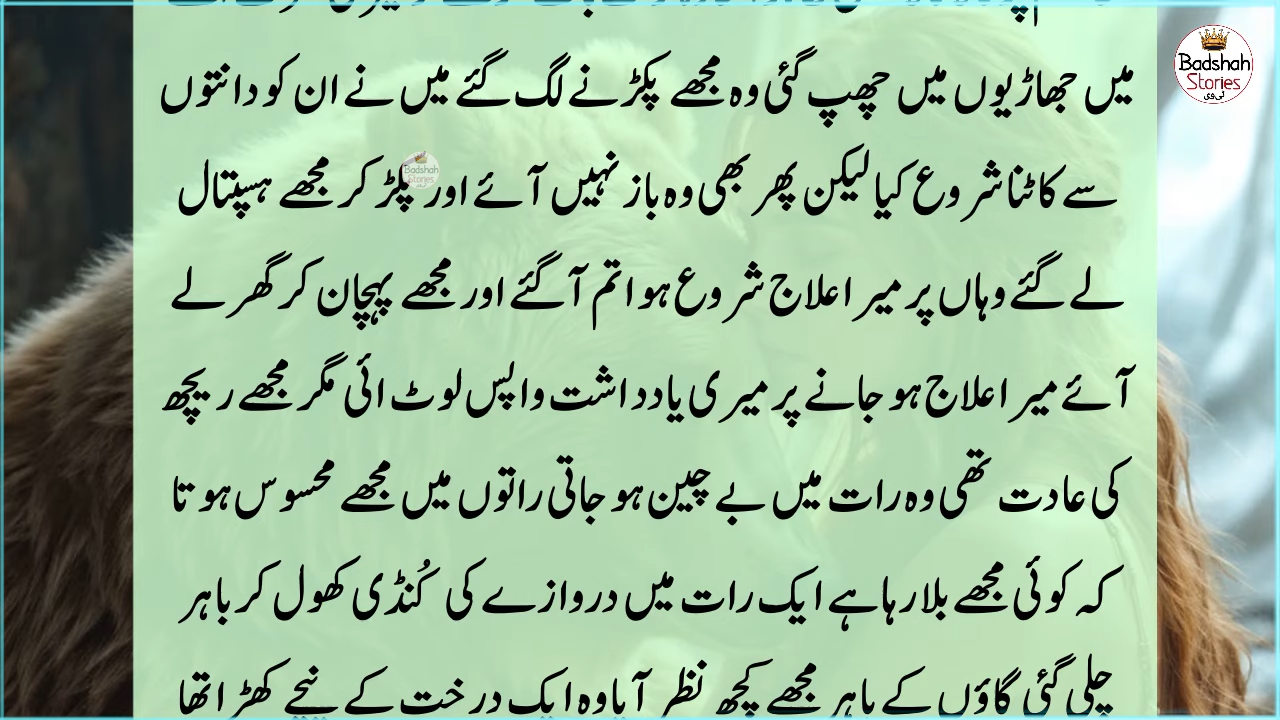 میں جھاڑیوں میں چھپ گئی وہ مجھے پکڑنے لگ گئے میں نے ان کو دانتوں
سے کاٹنا شروع کیا لیکن پھر بھی وہ باز نہیں آئے اور پکڑ کر مجھے ہسپتال
لے گئے وہاں پر میرا علاج شروع ہوا تم آگئے اور مجھے پہچان کر گھر لے
آئے میرا علاج ہو جانے پر میری یادداشت واپس لوٹ ائی مگر مجھے ریچھ
کی عادت تھی وہ رات میں بے چین ہو جاتی راتوں میں مجھے محسوس ہوتا
کہ کوئی مجھے بلا رہا ہے ایک رات میں دروازے کی کُنڈی کھول کر باہر
چلی گئی گاؤں کے باہر مجھے کچھ نظر آیا وہ ایک درخت کے نیچے کھڑا تھا
Badshah
Stories
ٹی وی
Badshah
Stories